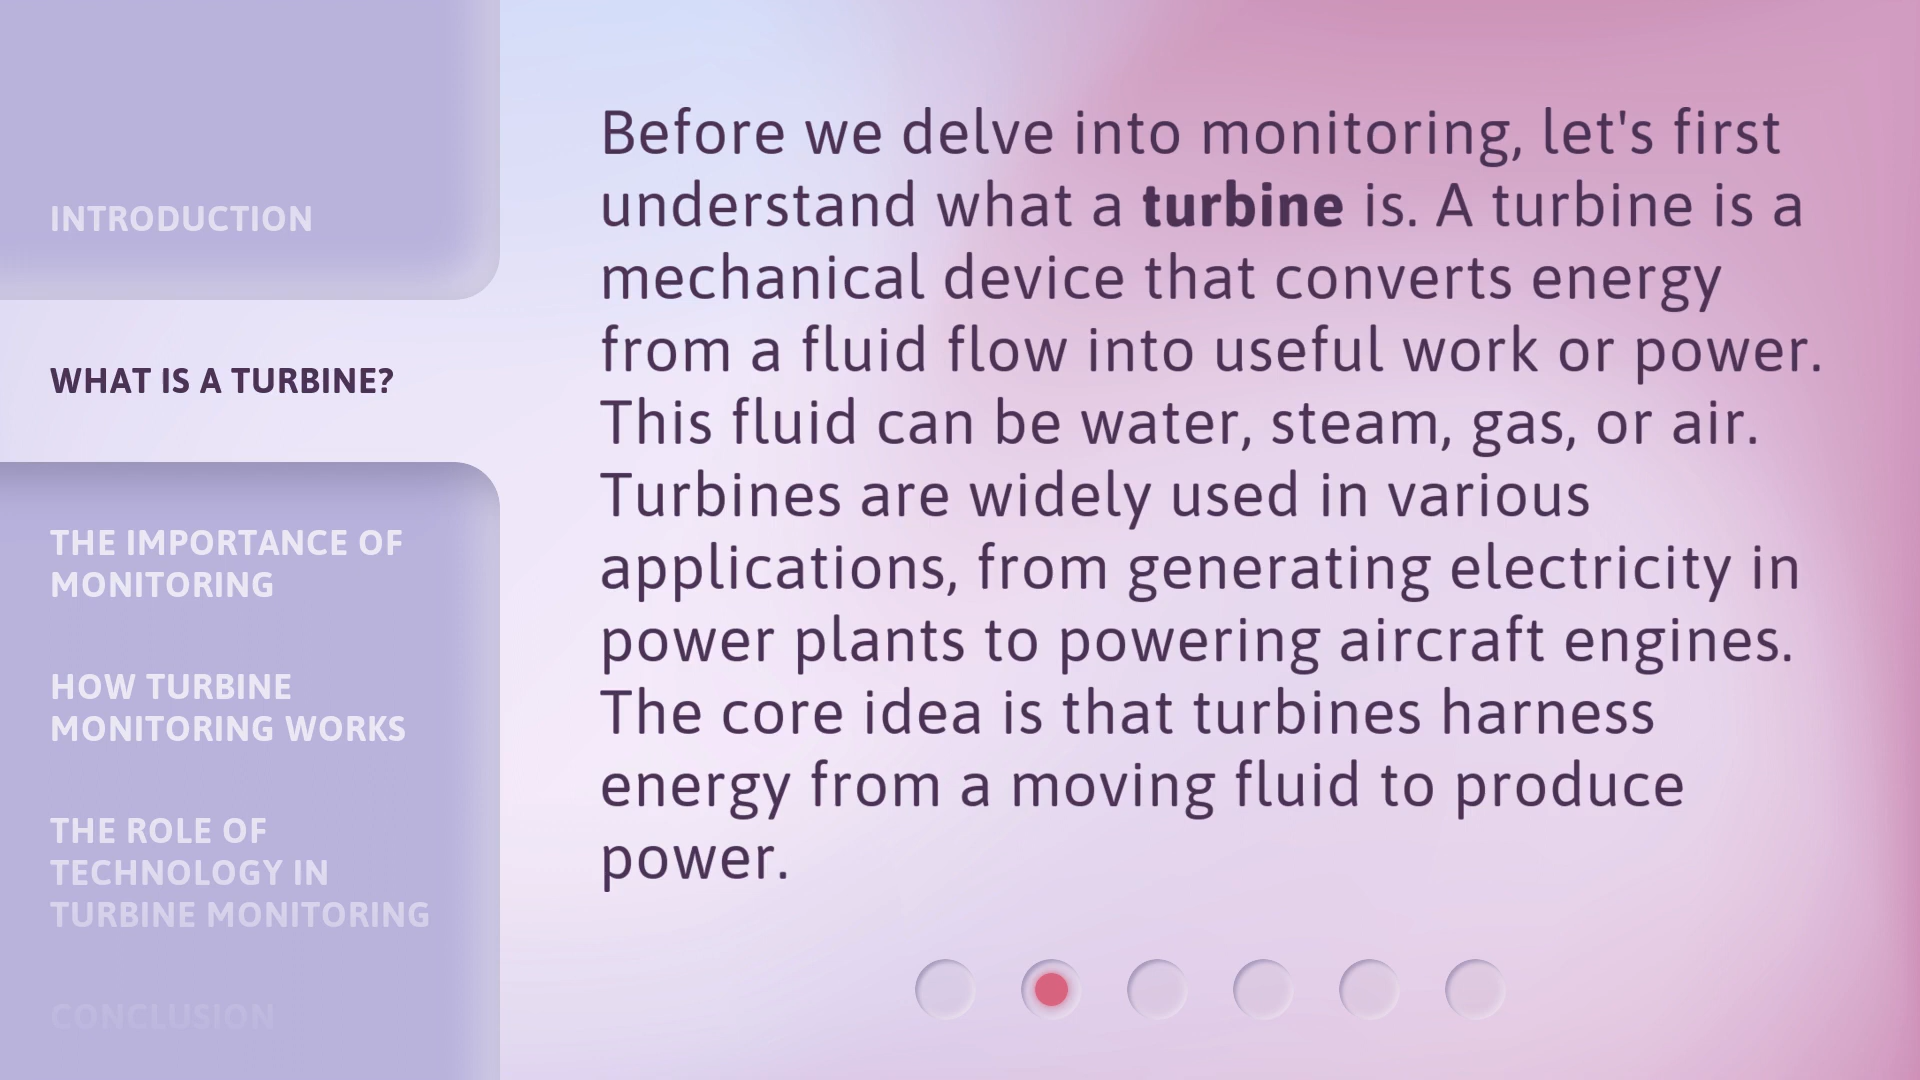 INTRODUCTION
WHAT IS A TURBINE?
THE IMPORTANCE OF
MONITORING
HOW TURBINE
MONITORING WORKS
THE ROLE OF
TECHNOLOGY IN
TURBINE MONITORING
CONCLUSION
Before we delve into monitoring, let's first
understand what a turbine is. A turbine is a
mechanical device that converts energy
from a fluid flow into useful work or power.
This fluid can be water, steam, gas, or air.
Turbines are widely used in various
applications, from generating electricity in
power plants to powering aircraft engines.
The core idea is that turbines harness
energy from a moving fluid to produce
power.